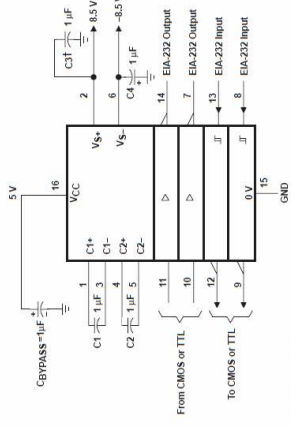 5 V
CBYPASS = 1μF
+
16
VCC
1
C1+
C1
1 μF
3
C1−
4
C2+
C2
1 μF
5
C2−
2
VS+
8.5 V
C3†
1 μF
6
VS−
−8.5 V
C4
1 μF
+
From CMOS or TTL
11
14
EIA-232 Output
10
7
EIA-232 Output
To CMOS or TTL
12
13
EIA-232 Input
9
8
EIA-232 Input
0 V
15
GND